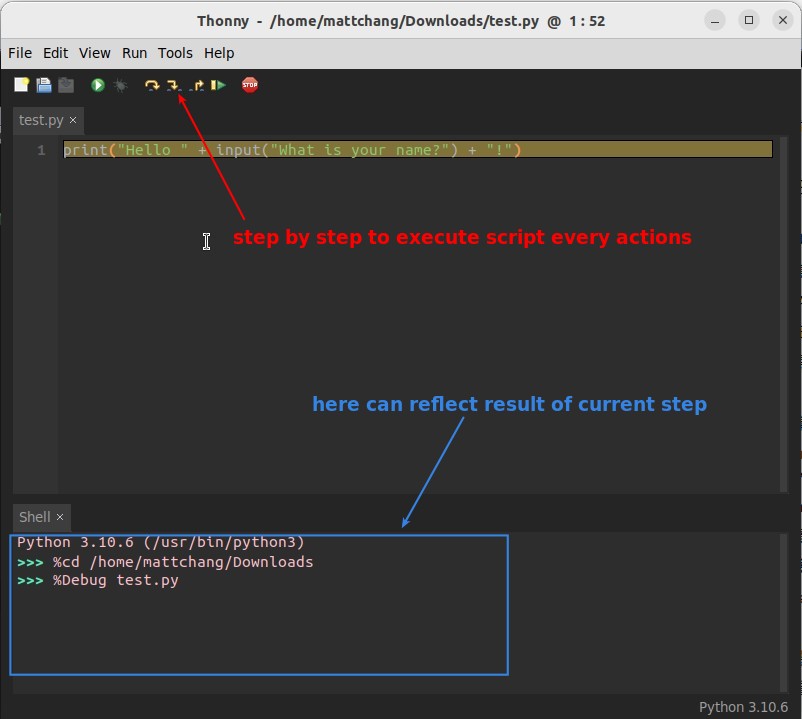 Thonny - /home/mattchang/Downloads/test.py @ 1 : 52
File Edit View Run Tools Help
STOP
test.py ×
1 print("Hello " + input("What is your name?") + "!")
step by step to execute script every actions
here can reflect result of current step
Shell ×
Python 3.10.6 (/usr/bin/python3)
>>> %cd /home/mattchang/Downloads
>>> %Debug test.py
Python 3.10.6